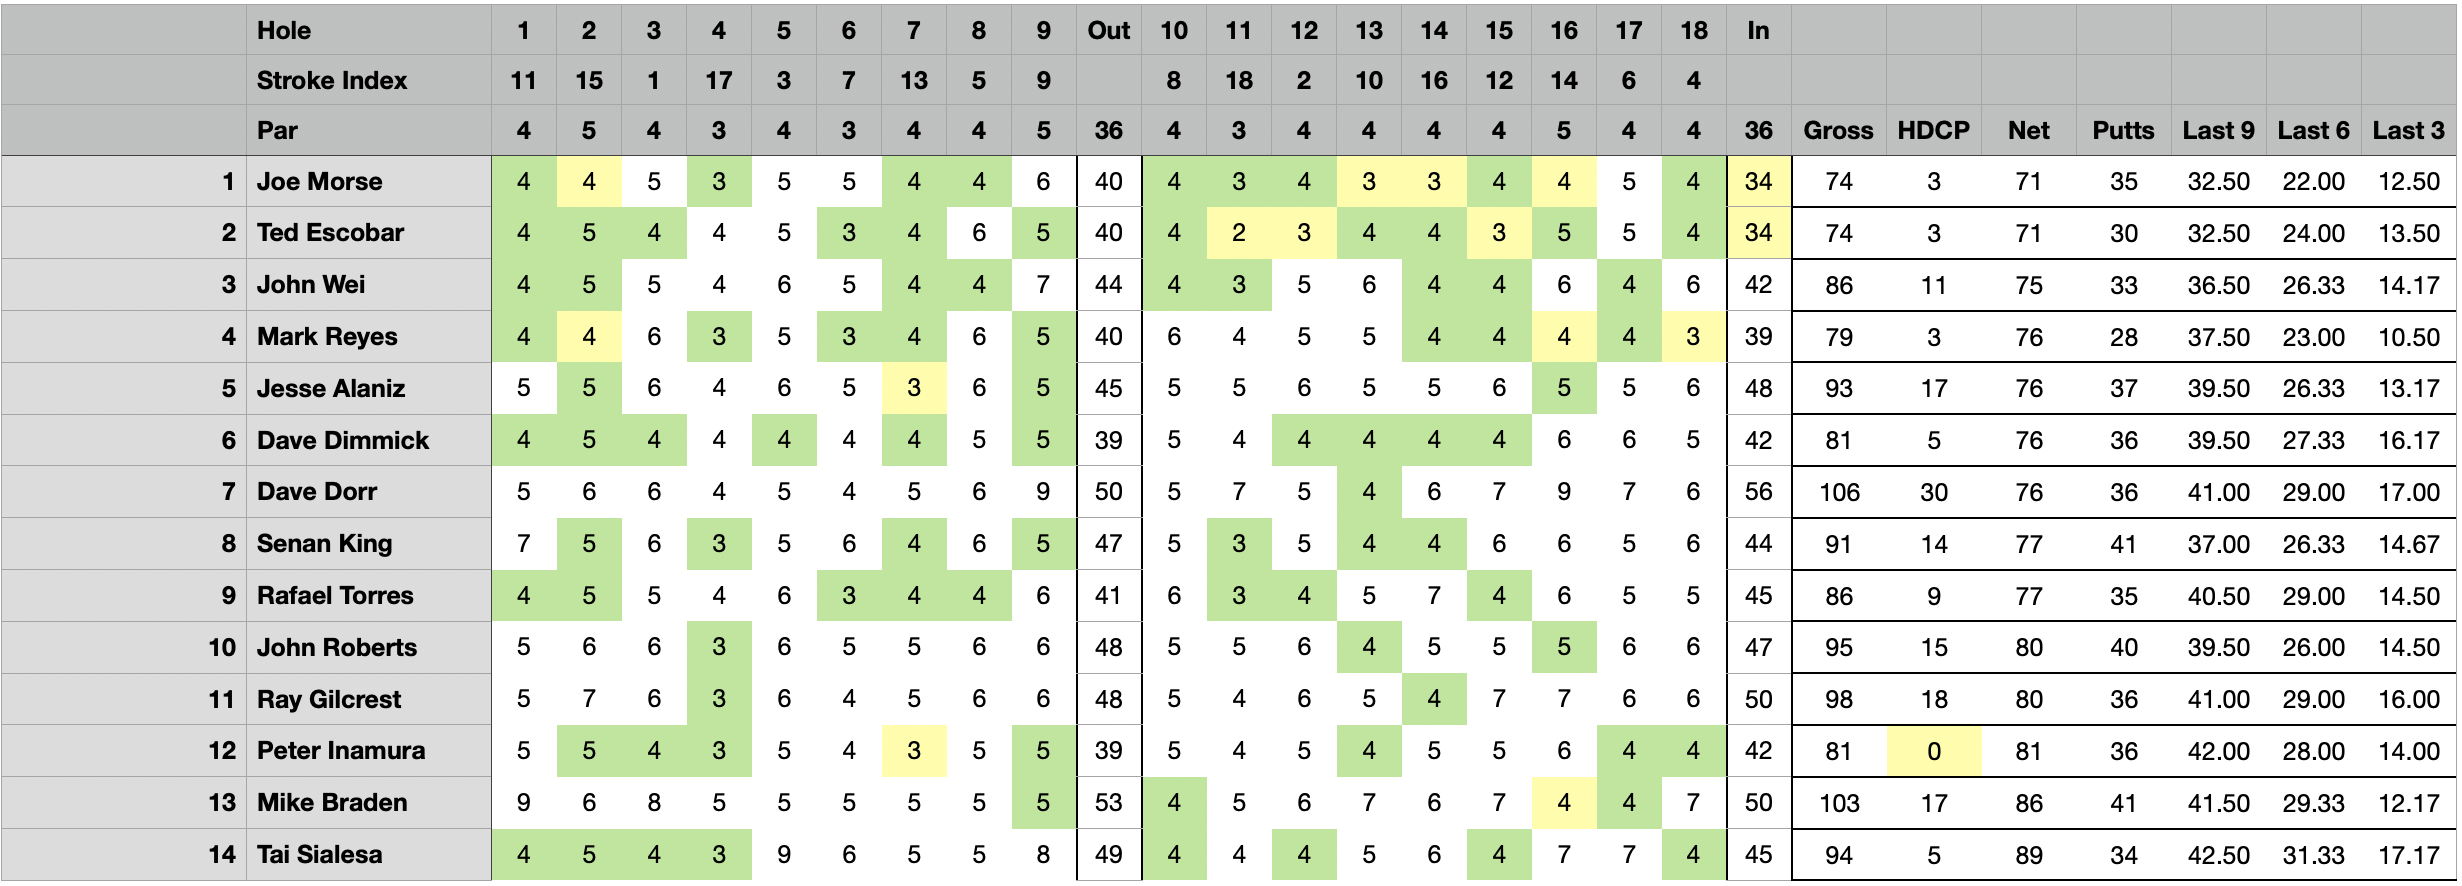 Hole 1 2 3 4 5 6 7 8 9 Out 10 11 12 13 14 15 16 17 18 In
Stroke Index 11 15 1 17 3 7 13 5 9 8 18 2 10 16 12 14 6 4
Par 4 5 4 3 4 3 4 4 5 36 4 3 4 4 4 4 5 4 4 36 Gross HDCP Net Putts Last 9 Last 6 Last 3
1 Joe Morse 4 4 5 3 5 5 4 4 6 40 4 3 4 3 3 4 4 5 4 34 74 3 71 35 32.50 22.00 12.50
2 Ted Escobar 4 5 4 4 5 3 4 6 5 40 4 2 3 4 4 3 5 5 4 34 74 3 71 30 32.50 24.00 13.50
3 John Wei 4 5 5 4 6 5 4 4 7 44 4 3 5 6 4 4 6 4 6 42 86 11 75 33 36.50 26.33 14.17
4 Mark Reyes 4 4 6 3 5 3 4 6 5 40 6 4 5 5 4 4 4 4 3 39 79 3 76 28 37.50 23.00 10.50
5 Jesse Alaniz 5 5 6 4 6 5 3 6 5 45 5 5 6 5 5 6 5 5 6 48 93 17 76 37 39.50 26.33 13.17
6 Dave Dimmick 4 5 4 4 4 4 4 5 5 39 5 4 4 4 4 4 6 6 5 42 81 5 76 36 39.50 27.33 16.17
7 Dave Dorr 5 6 6 4 5 4 5 6 9 50 5 7 5 4 6 7 9 7 6 56 106 30 76 36 41.00 29.00 17.00
8 Senan King 7 5 6 3 5 6 4 6 5 47 5 3 5 4 4 6 6 5 6 44 91 14 77 41 37.00 26.33 14.67
9 Rafael Torres 4 5 5 4 6 3 4 4 6 41 6 3 4 5 7 4 6 5 5 45 86 9 77 35 40.50 29.00 14.50
10 John Roberts 5 6 6 3 6 5 5 6 6 48 5 5 6 4 5 5 5 6 6 47 95 15 80 40 39.50 26.00 14.50
11 Ray Gilcrest 5 7 6 3 6 4 5 6 6 48 5 4 6 5 4 7 7 6 6 50 98 18 80 36 41.00 29.00 16.00
12 Peter Inamura 5 5 4 3 5 4 3 5 5 39 5 4 5 4 5 5 6 4 4 42 81 0 81 36 42.00 28.00 14.00
13 Mike Braden 9 6 8 5 5 5 5 5 5 53 4 5 6 7 6 7 4 4 7 50 103 17 86 41 41.50 29.33 12.17
14 Tai Sialesa 4 5 4 3 9 6 5 5 8 49 4 4 4 5 6 4 7 7 4 45 94 5 89 34 42.50 31.33 17.17